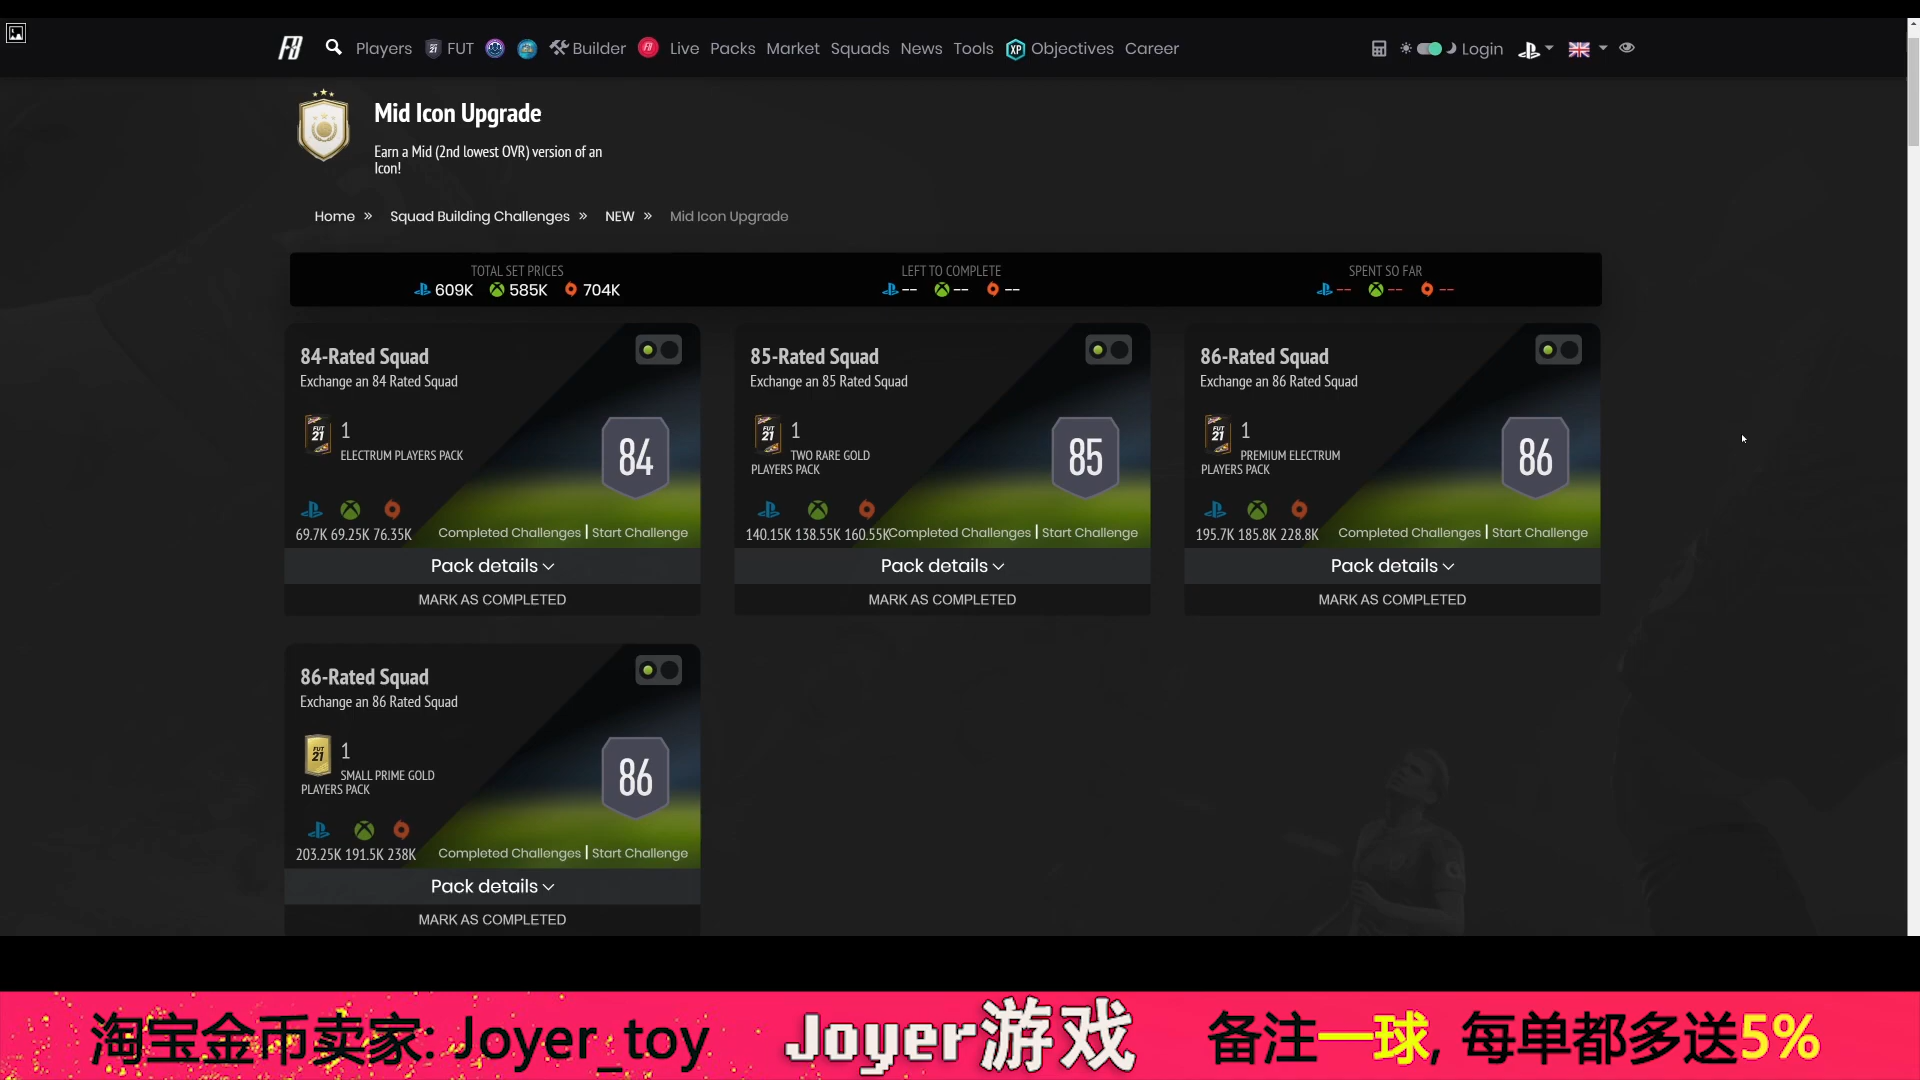 Players FUT Builder Live Packs Market Squads News Tools XP Objectives Career Login
Mid Icon Upgrade
Earn a Mid (2nd lowest OVR) version of an
Icon!
Home » Squad Building Challenges » NEW » Mid Icon Upgrade
TOTAL SET PRICES
609K 585K 704K
LEFT TO COMPLETE
-- -- --
SPENT SO FAR
-- -- --
84-Rated Squad
Exchange an 84 Rated Squad
FUT 21
1
ELECTRUM PLAYERS PACK
84
69.7K 69.25K 76.35K
Completed Challenges | Start Challenge
Pack details
MARK AS COMPLETED
85-Rated Squad
Exchange an 85 Rated Squad
FUT 21
1
TWO RARE GOLD
PLAYERS PACK
85
140.15K 138.55K 160.55K
Completed Challenges | Start Challenge
Pack details
MARK AS COMPLETED
86-Rated Squad
Exchange an 86 Rated Squad
FUT 21
1
PREMIUM ELECTRUM
PLAYERS PACK
86
195.7K 185.8K 228.8K
Completed Challenges | Start Challenge
Pack details
MARK AS COMPLETED
86-Rated Squad
Exchange an 86 Rated Squad
FUT 21
1
SMALL PRIME GOLD
PLAYERS PACK
86
203.25K 191.5K 238K
Completed Challenges | Start Challenge
Pack details
MARK AS COMPLETED
淘宝金币卖家: Joyer_toy
Joyer游戏
备注一球, 每单都多送5%